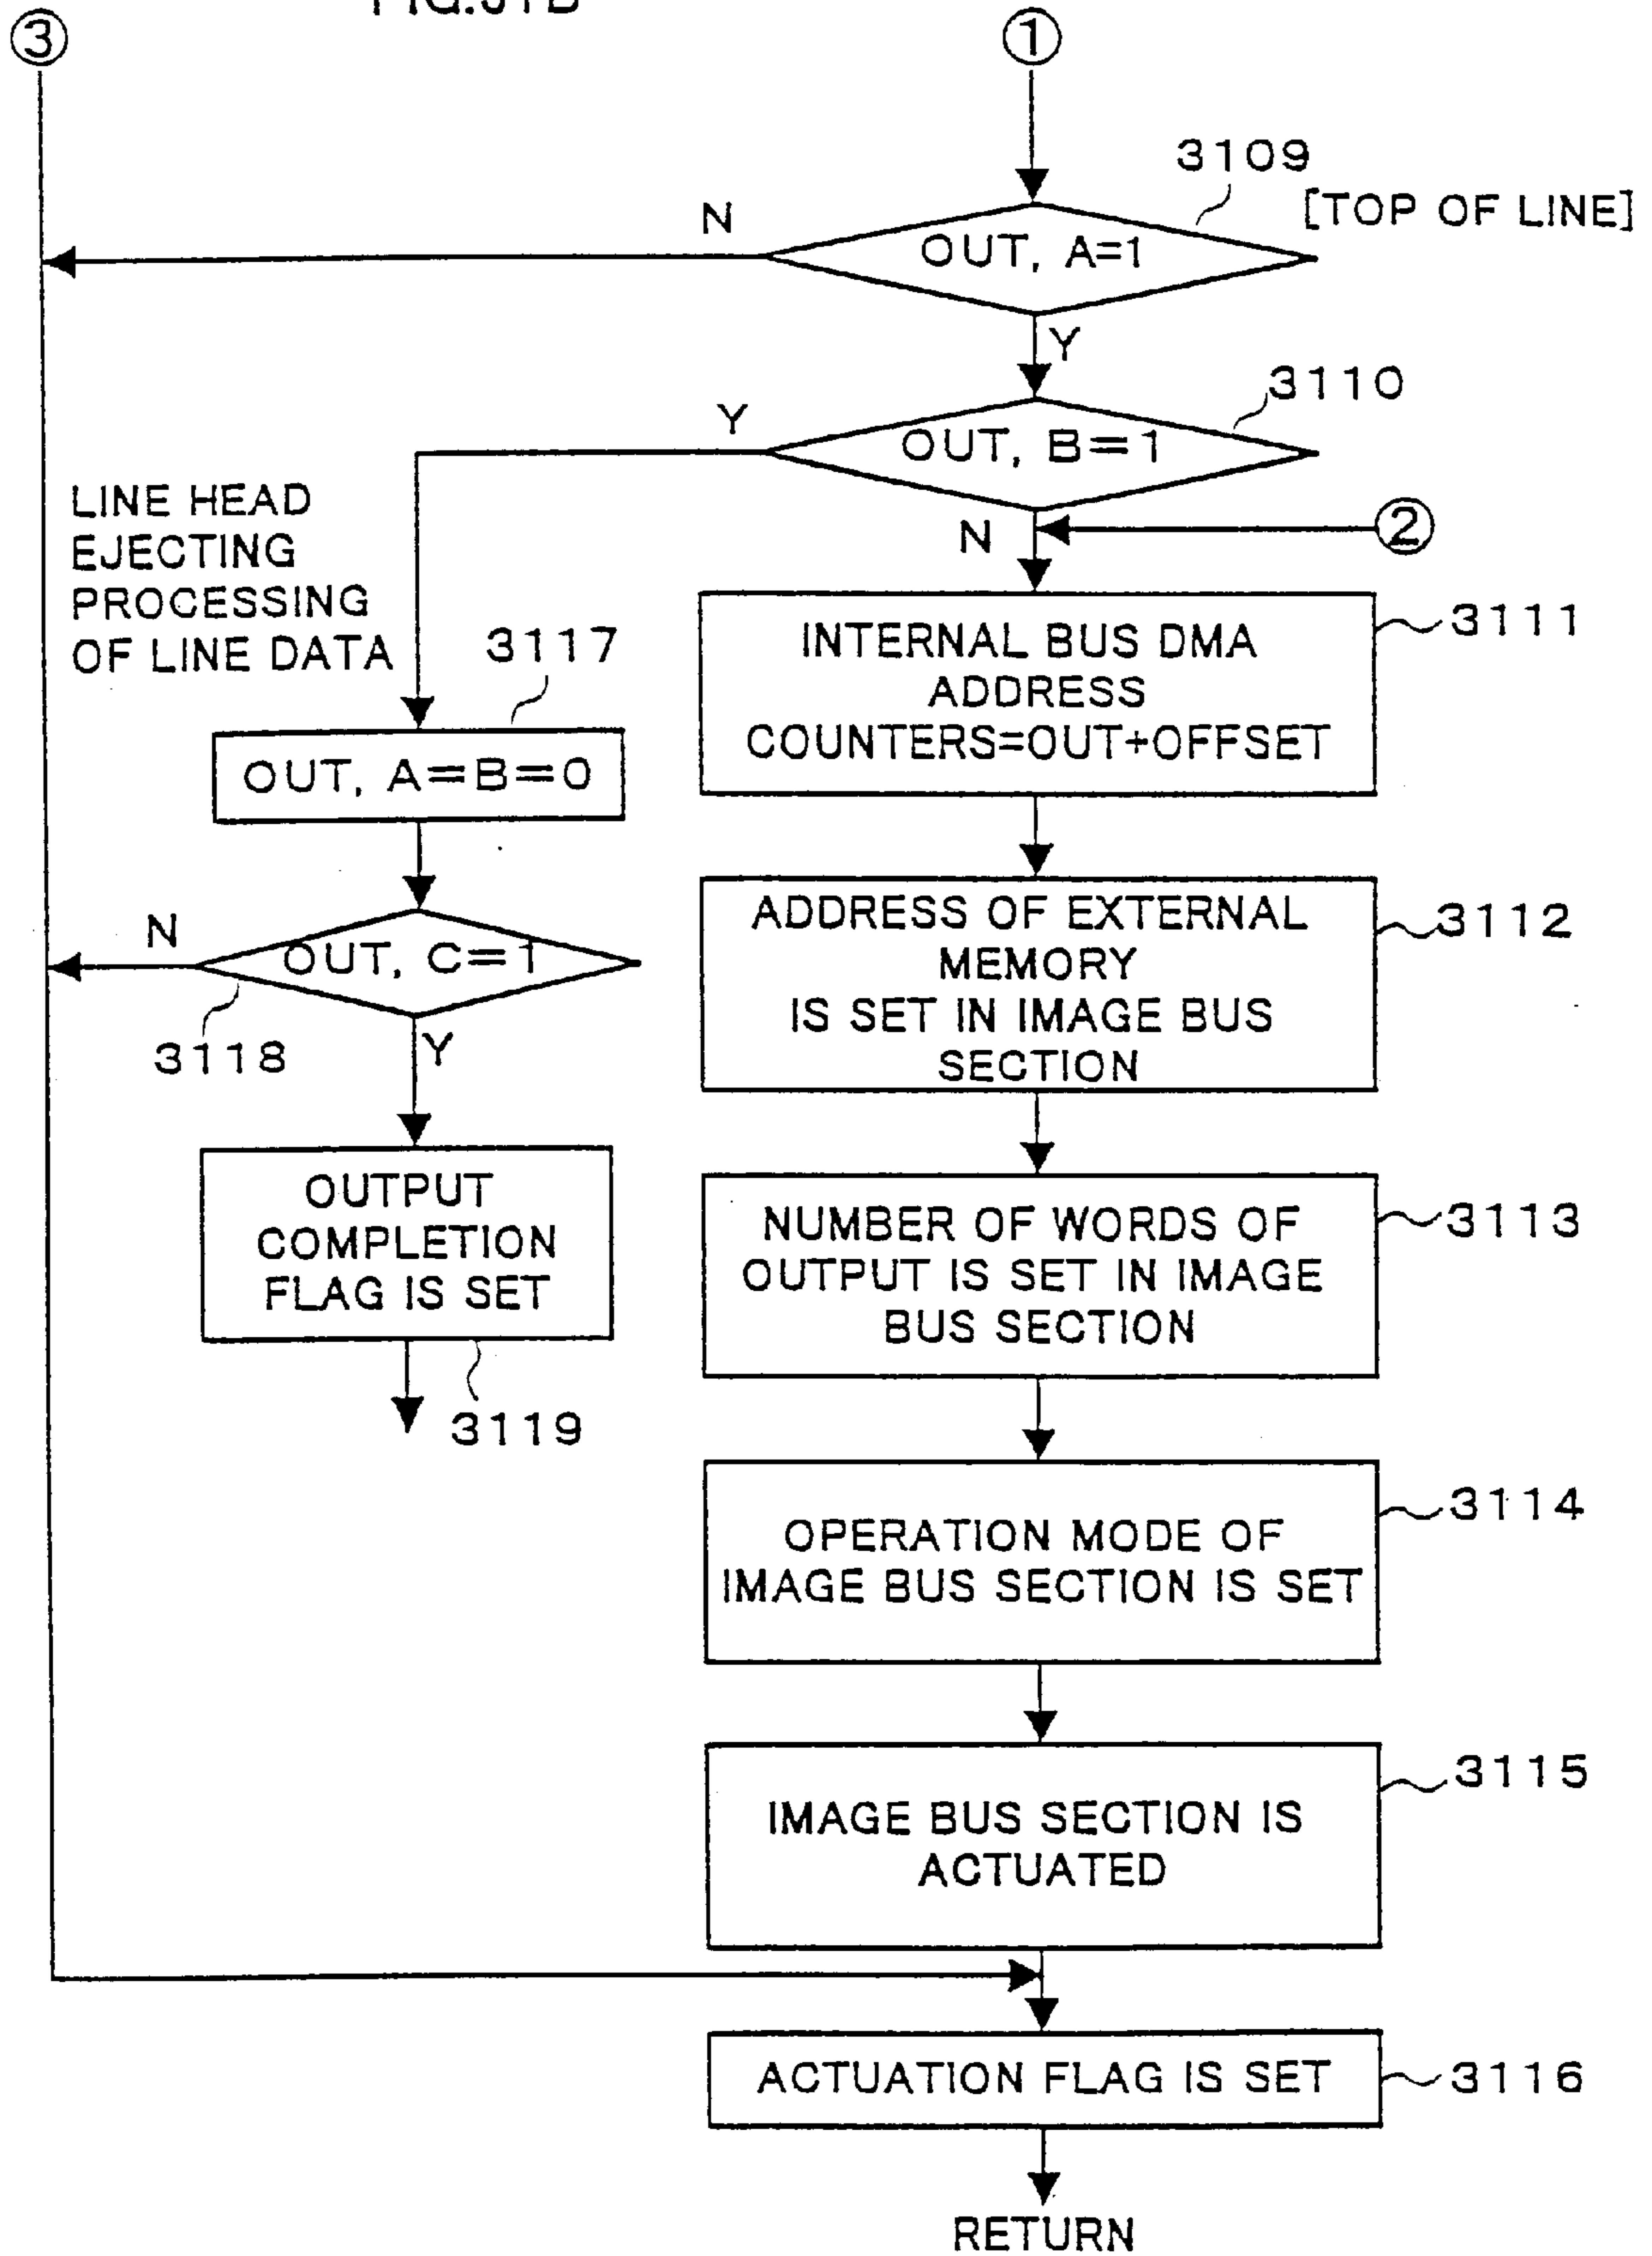 ③
①
3109
[TOP OF LINE]
N
OUT, A=1
Y
3110
Y
OUT, B=1
N
②
LINE HEAD
EJECTING
PROCESSING
OF LINE DATA
3117
OUT, A=B=0
N
OUT, C=1
3118
Y
OUTPUT
COMPLETION
FLAG IS SET
3119
INTERNAL BUS DMA
ADDRESS
COUNTERS=OUT+OFFSET
3111
ADDRESS OF EXTERNAL
MEMORY
IS SET IN IMAGE BUS
SECTION
3112
NUMBER OF WORDS OF
OUTPUT IS SET IN IMAGE
BUS SECTION
3113
OPERATION MODE OF
IMAGE BUS SECTION IS SET
3114
IMAGE BUS SECTION IS
ACTUATED
3115
ACTUATION FLAG IS SET
3116
RETURN